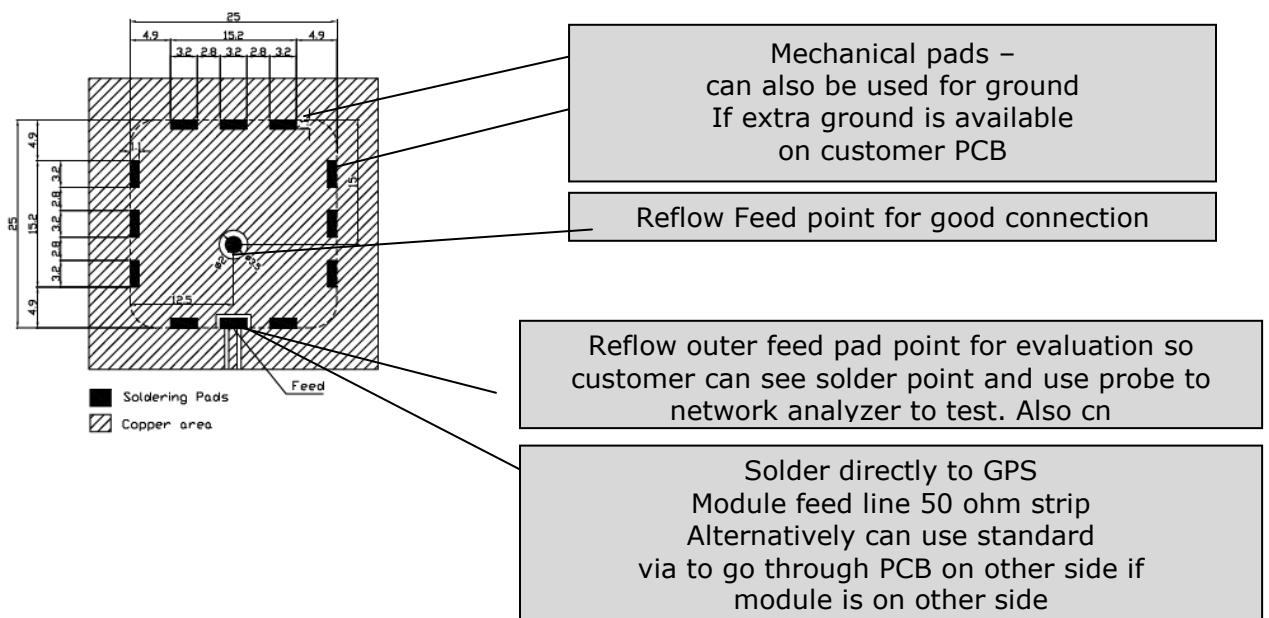 25
4.9 15.2 4.9
3.2 2.8 3.2 2.8 3.2
Mechanical pads –
can also be used for ground
If extra ground is available
on customer PCB
25
4.9
15.2
4.9
3.2
2.8
3.2
2.8
3.2
15
12.5
Reflow Feed point for good connection
Feed
Soldering Pads
Copper area
Reflow outer feed pad point for evaluation so
customer can see solder point and use probe to
network analyzer to test. Also cn
Solder directly to GPS
Module feed line 50 ohm strip
Alternatively can use standard
via to go through PCB on other side if
module is on other side